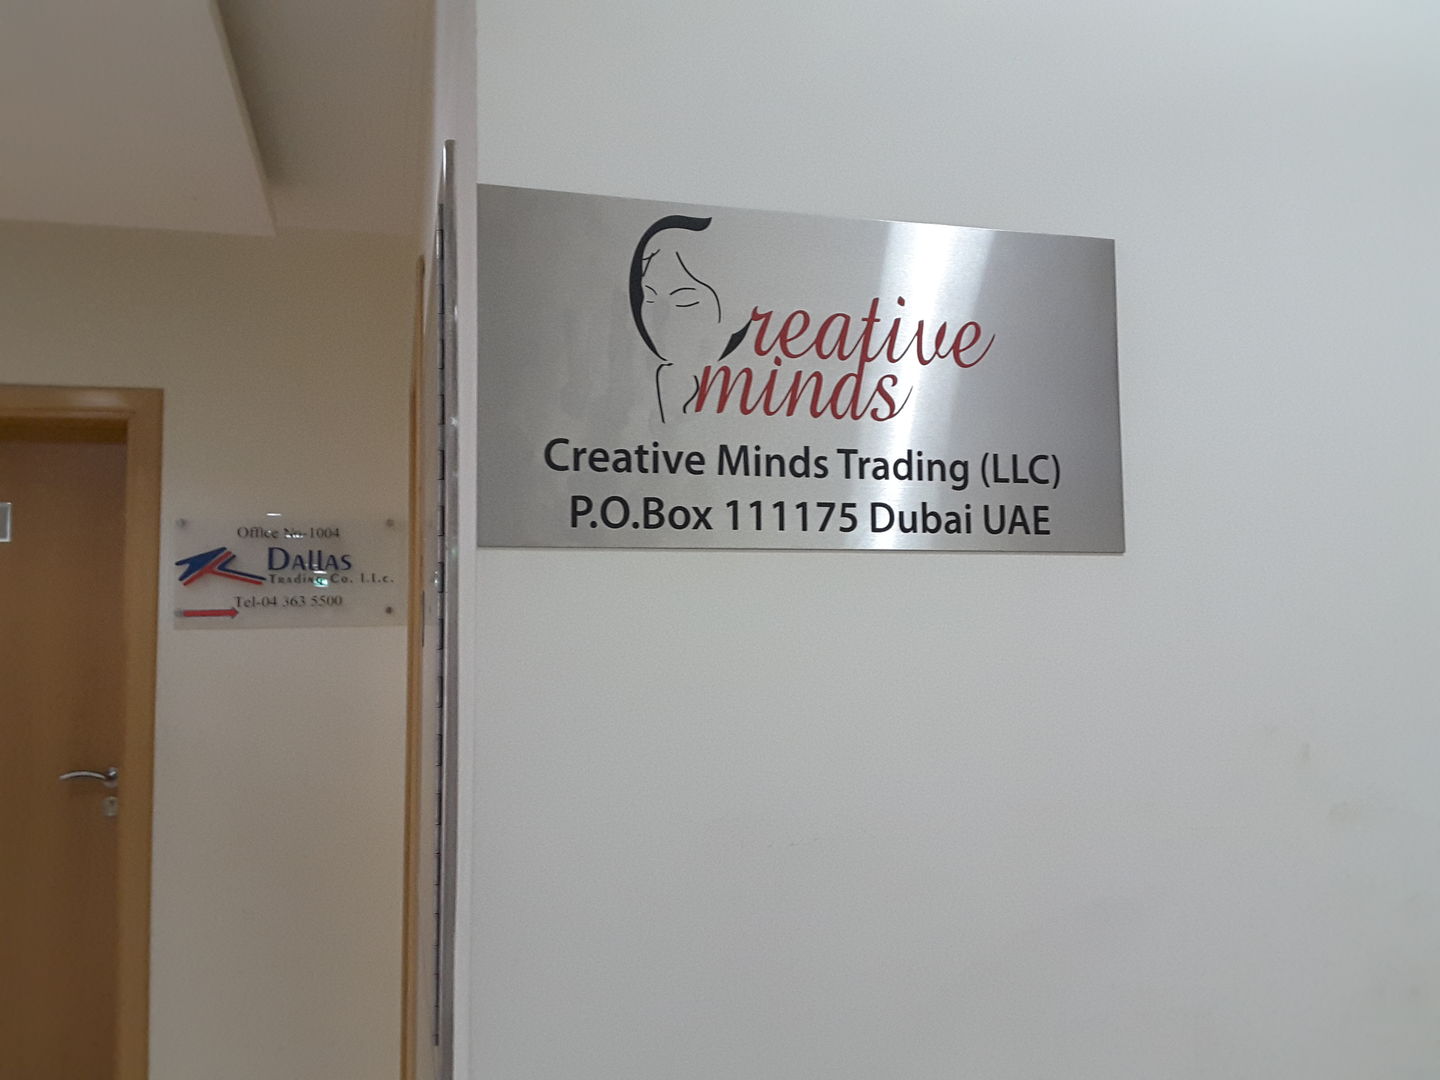 Creative
minds
Creative Minds Trading (LLC)
P.O.Box 111175 Dubai UAE
Office No-1004
DALLAS
TRADING CO. L.L.C.
Tel-04 363 5500